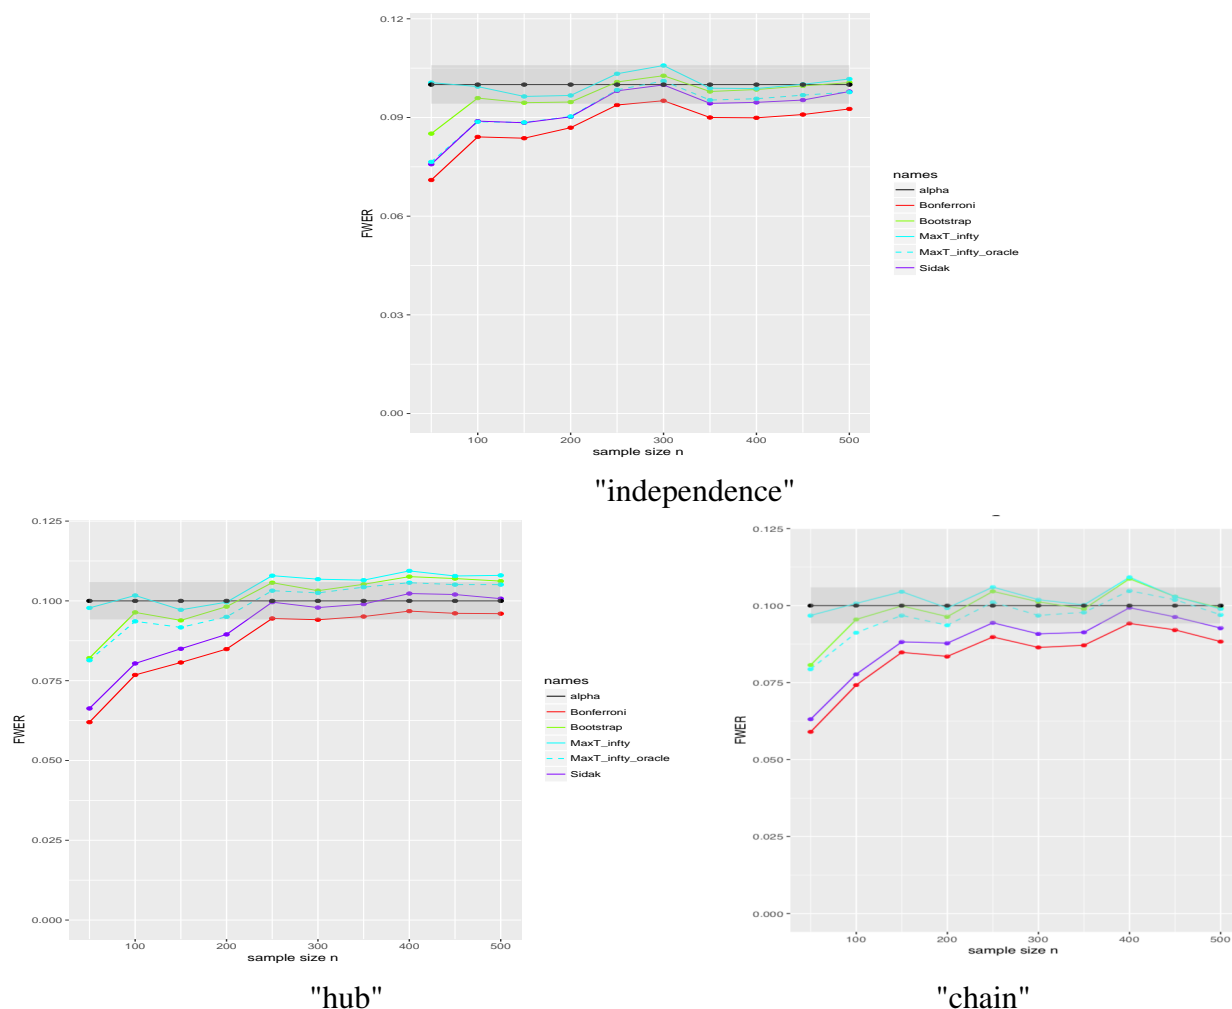 0.12
0.09
0.06
0.03
0.00
FWER
100 200 300 400 500
sample size n
names
alpha
Bonferroni
Bootstrap
MaxT_infty
MaxT_infty_oracle
Sidak
"independence"
0.125
0.100
0.075
0.050
0.025
0.000
FWER
100 200 300 400 500
sample size n
names
alpha
Bonferroni
Bootstrap
MaxT_infty
MaxT_infty_oracle
Sidak
"hub"
0.125
0.100
0.075
0.050
0.025
0.000
FWER
100 200 300 400 500
sample size n
"chain"